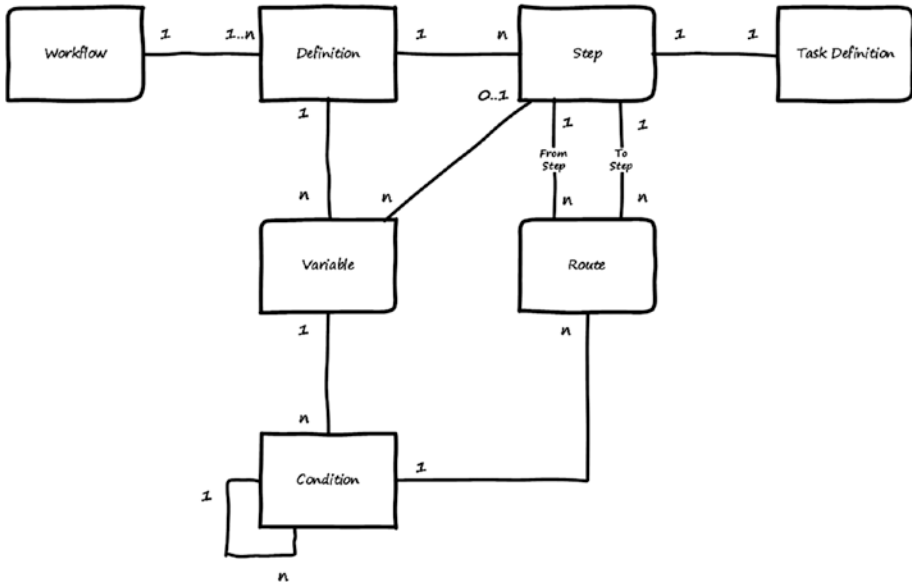 1 1..n 1 n 1 1
Workflow Definition Step Task Definition
0..1
1 1 1
From Step To Step
n n n n
Variable Route
1 n
n
Condition 1
1
n